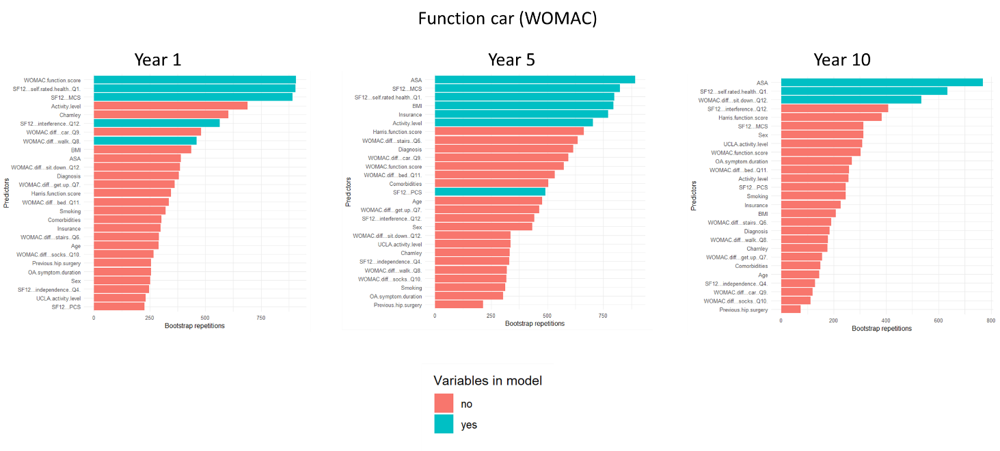 Function car (WOMAC)
Year 1
WOMAC.function.score
SF12...self.rated.health..Q1.
SF12...MCS
Activity.level
Charnley
SF12...interference..Q12.
WOMAC.diff...car..Q9.
WOMAC.diff...walk..Q8.
BMI
ASA
WOMAC.diff...sit.down..Q12.
Diagnosis
WOMAC.diff...get.up..Q7.
Harris.function.score
WOMAC.diff...bed..Q11.
Smoking
Comorbidities
Insurance
WOMAC.diff...stairs..Q6.
Age
WOMAC.diff...socks..Q10.
Previous.hip.surgery
OA.symptom.duration
Sex
SF12...independence..Q4.
UCLA.activity.level
SF12...PCS
Predictors
0 250 500 750
Bootstrap repetitions
Year 5
ASA
SF12...MCS
SF12...self.rated.health..Q1.
BMI
Insurance
Activity.level
Harris.function.score
WOMAC.diff...stairs..Q6.
Diagnosis
WOMAC.diff...car..Q9.
WOMAC.function.score
WOMAC.diff...bed..Q11.
Comorbidities
SF12...PCS
Age
WOMAC.diff...get.up..Q7.
SF12...interference..Q12.
Sex
WOMAC.diff...sit.down..Q12.
UCLA.activity.level
Charnley
SF12...independence..Q4.
WOMAC.diff...walk..Q8.
WOMAC.diff...socks..Q10.
Smoking
OA.symptom.duration
Previous.hip.surgery
Predictors
0 250 500 750
Bootstrap repetitions
Year 10
ASA
SF12...self.rated.health..Q1.
WOMAC.diff...sit.down..Q12.
SF12...interference..Q12.
Harris.function.score
SF12...MCS
Sex
UCLA.activity.level
WOMAC.function.score
OA.symptom.duration
WOMAC.diff...bed..Q11.
Activity.level
SF12...PCS
Smoking
Insurance
BMI
WOMAC.diff...stairs..Q6.
Diagnosis
WOMAC.diff...walk..Q8.
Charnley
WOMAC.diff...get.up..Q7.
Comorbidities
Age
SF12...independence..Q4.
WOMAC.diff...car..Q9.
WOMAC.diff...socks..Q10.
Previous.hip.surgery
Predictors
0 200 400 600 800
Bootstrap repetitions
Variables in model
no
yes